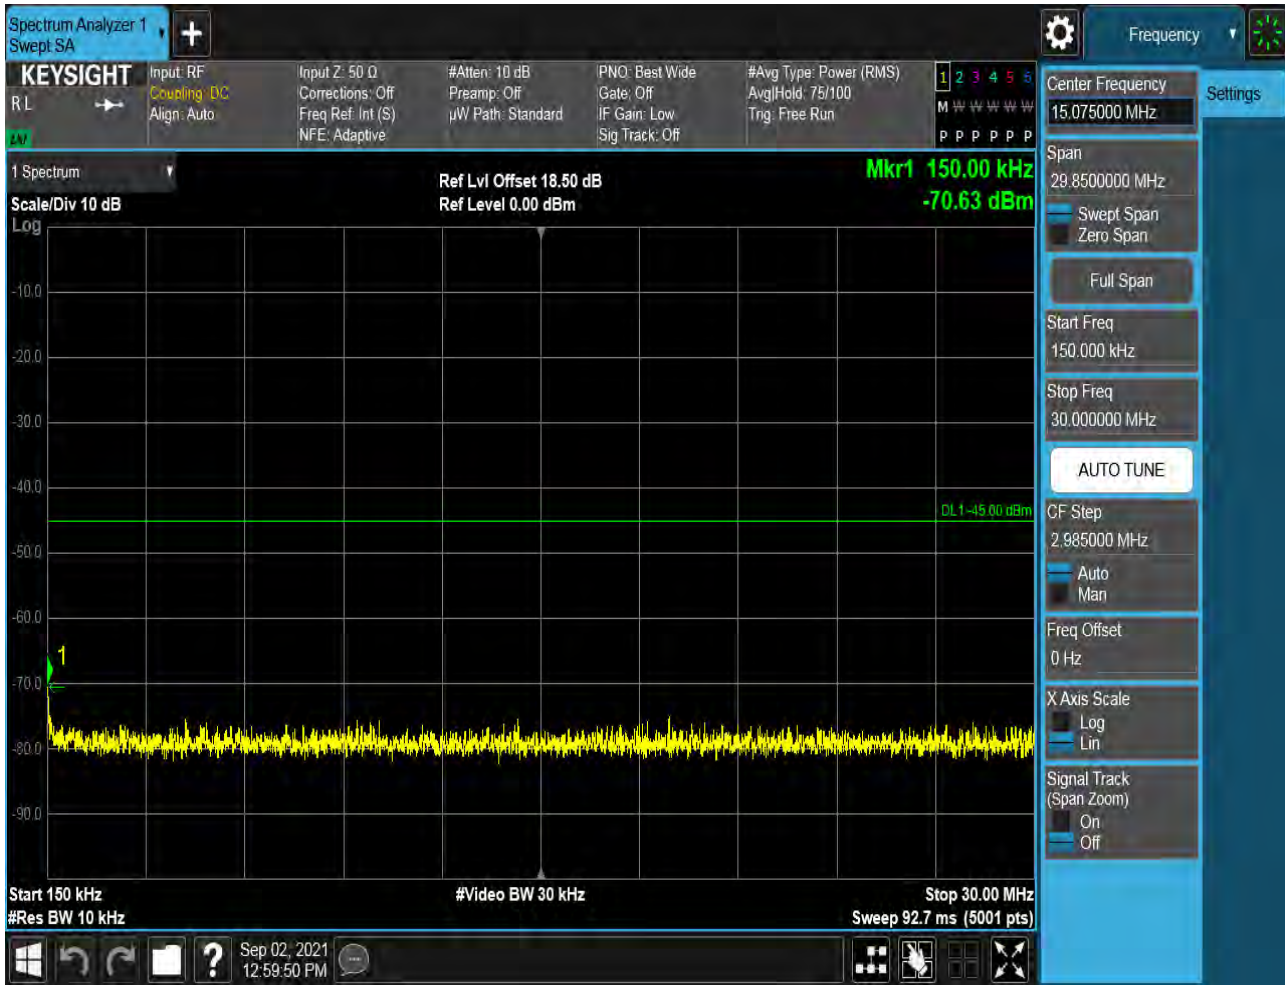 Spectrum Analyzer 1
Swept SA
+
Frequency
KEYSIGHT
R L
LXI
Input: RF
Coupling: DC
Align: Auto
Input Z: 50 Ω
Corrections: Off
Freq Ref: Int (S)
NFE: Adaptive
#Atten: 10 dB
Preamp: Off
µW Path: Standard
PNO: Best Wide
Gate: Off
IF Gain: Low
Sig Track: Off
#Avg Type: Power (RMS)
Avg|Hold: 75/100
Trig: Free Run
1 2 3 4 5 6
M W W W W W
P P P P P P
1 Spectrum
Scale/Div 10 dB
Log
Ref Lvl Offset 18.50 dB
Ref Level 0.00 dBm
Mkr1 150.00 kHz
-70.63 dBm
-10.0
-20.0
-30.0
-40.0
DL1 -45.00 dBm
-50.0
-60.0
1
-70.0
-80.0
-90.0
Start 150 kHz
#Res BW 10 kHz
#Video BW 30 kHz
Stop 30.00 MHz
Sweep 92.7 ms (5001 pts)
?
Sep 02, 2021
12:59:50 PM
Settings
Center Frequency
15.075000 MHz
Span
29.8500000 MHz
Swept Span
Zero Span
Full Span
Start Freq
150.000 kHz
Stop Freq
30.000000 MHz
AUTO TUNE
CF Step
2.985000 MHz
Auto
Man
Freq Offset
0 Hz
X Axis Scale
Log
Lin
Signal Track
(Span Zoom)
On
Off